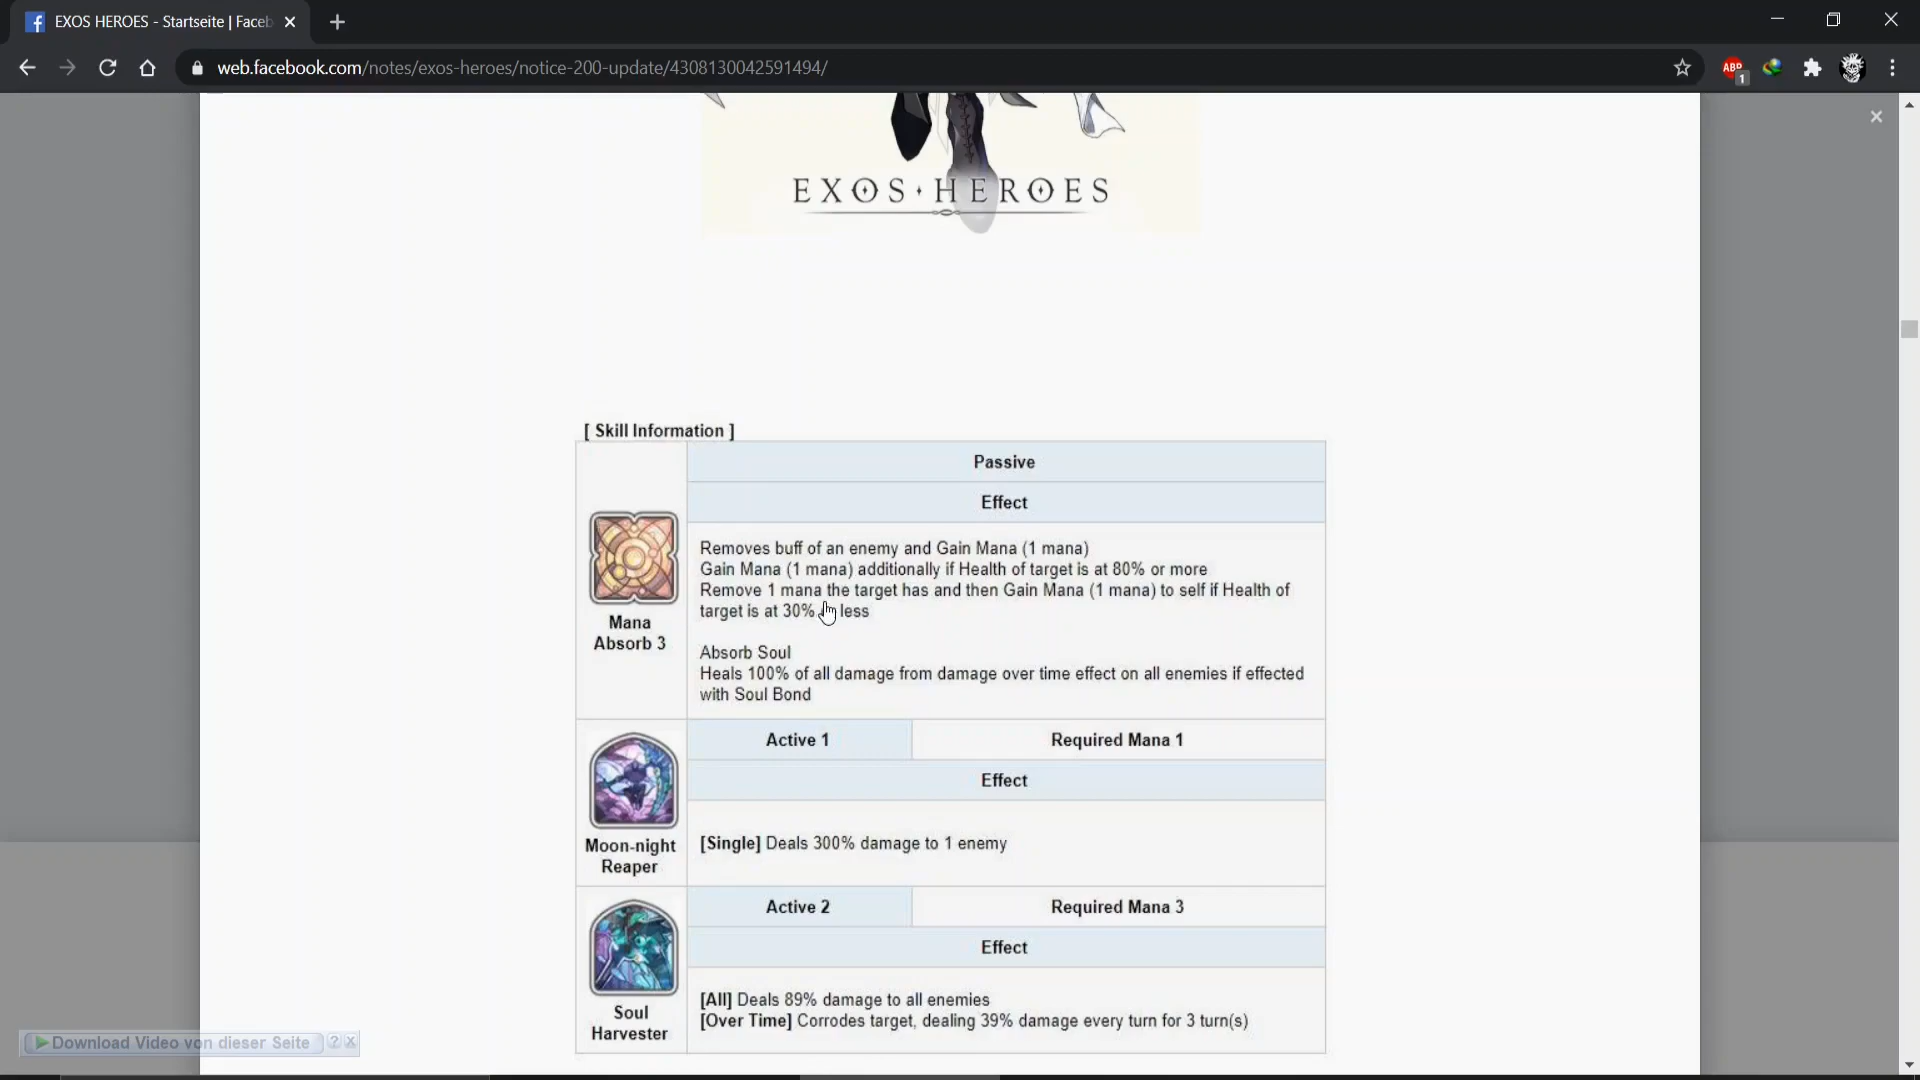 EXOS HEROES - Startseite | Faceb
web.facebook.com/notes/exos-heroes/notice-200-update/4308130042591494/
ABP
1
EXOS·HEROES
[ Skill Information ]
Passive
Effect
Removes buff of an enemy and Gain Mana (1 mana)
Gain Mana (1 mana) additionally if Health of target is at 80% or more
Remove 1 mana the target has and then Gain Mana (1 mana) to self if Health of
target is at 30% less
Mana
Absorb 3
Absorb Soul
Heals 100% of all damage from damage over time effect on all enemies if effected
with Soul Bond
Active 1
Required Mana 1
Effect
Moon-night
Reaper
[Single] Deals 300% damage to 1 enemy
Active 2
Required Mana 3
Effect
[All] Deals 89% damage to all enemies
[Over Time] Corrodes target, dealing 39% damage every turn for 3 turn(s)
Soul
Harvester
Download Video von dieser Seite ? X